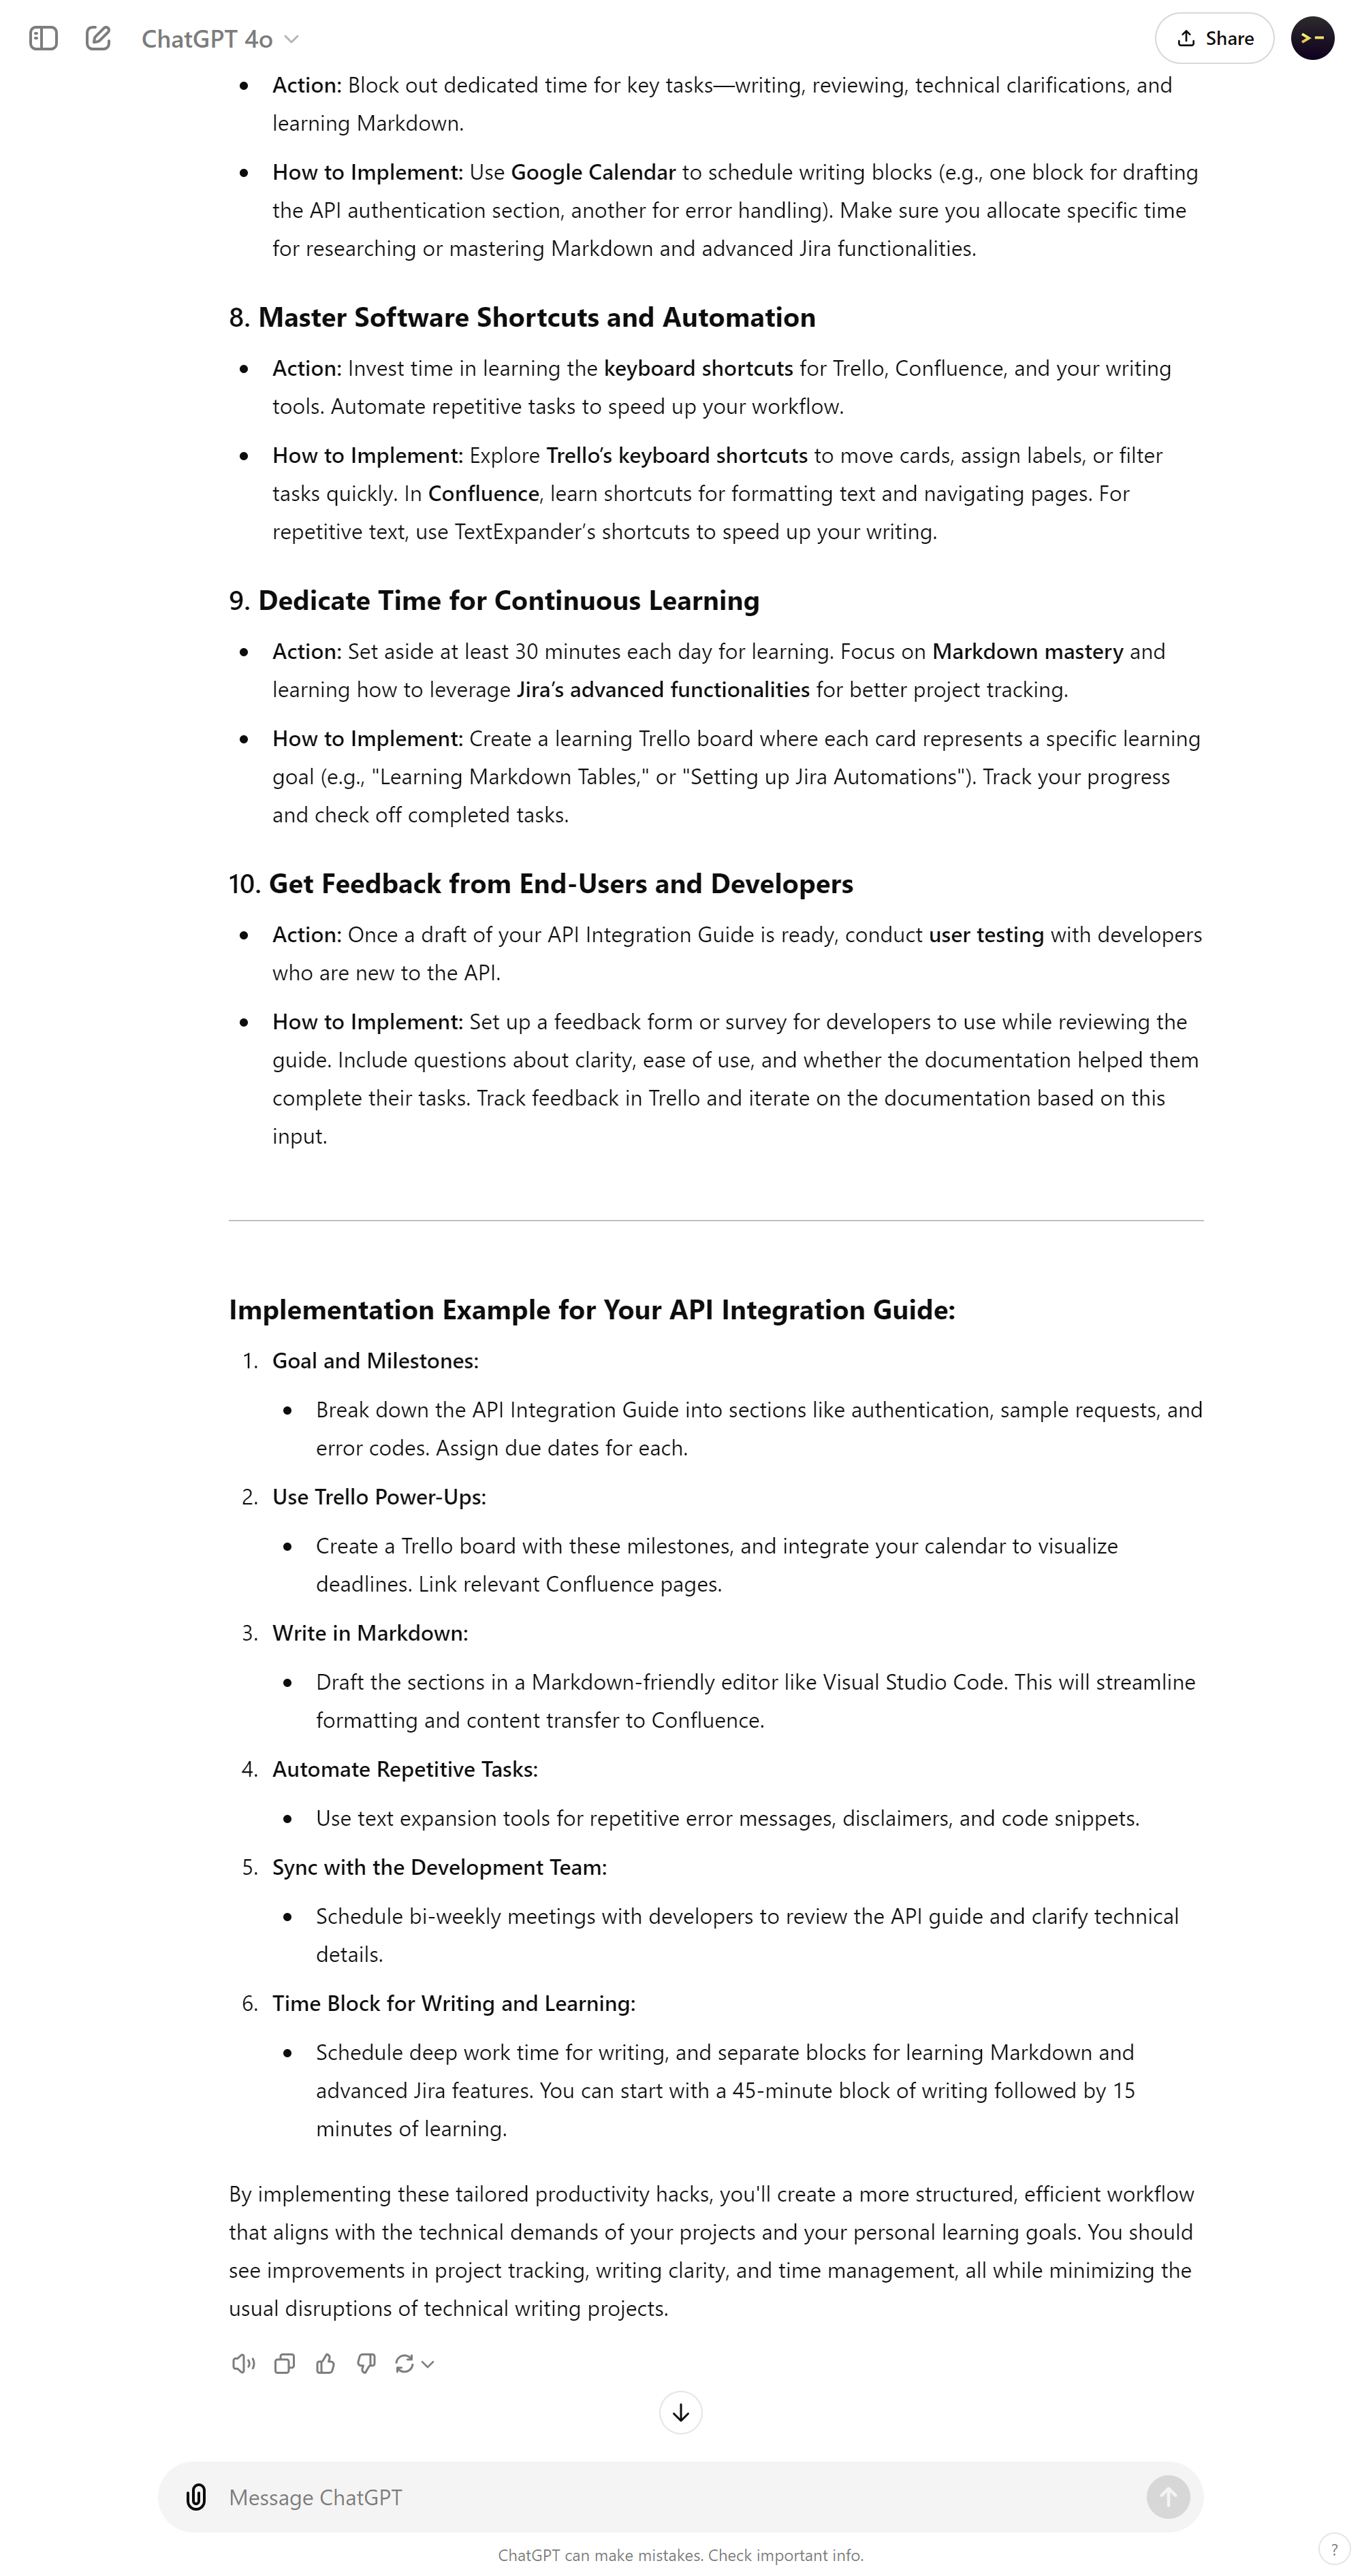 ChatGPT 4o
Share
• Action: Block out dedicated time for key tasks—writing, reviewing, technical clarifications, and
learning Markdown.
• How to Implement: Use Google Calendar to schedule writing blocks (e.g., one block for drafting
the API authentication section, another for error handling). Make sure you allocate specific time
for researching or mastering Markdown and advanced Jira functionalities.
8. Master Software Shortcuts and Automation
• Action: Invest time in learning the keyboard shortcuts for Trello, Confluence, and your writing
tools. Automate repetitive tasks to speed up your workflow.
• How to Implement: Explore Trello’s keyboard shortcuts to move cards, assign labels, or filter
tasks quickly. In Confluence, learn shortcuts for formatting text and navigating pages. For
repetitive text, use TextExpander’s shortcuts to speed up your writing.
9. Dedicate Time for Continuous Learning
• Action: Set aside at least 30 minutes each day for learning. Focus on Markdown mastery and
learning how to leverage Jira’s advanced functionalities for better project tracking.
• How to Implement: Create a learning Trello board where each card represents a specific learning
goal (e.g., "Learning Markdown Tables," or "Setting up Jira Automations"). Track your progress
and check off completed tasks.
10. Get Feedback from End-Users and Developers
• Action: Once a draft of your API Integration Guide is ready, conduct user testing with developers
who are new to the API.
• How to Implement: Set up a feedback form or survey for developers to use while reviewing the
guide. Include questions about clarity, ease of use, and whether the documentation helped them
complete their tasks. Track feedback in Trello and iterate on the documentation based on this
input.
Implementation Example for Your API Integration Guide:
1. Goal and Milestones:
• Break down the API Integration Guide into sections like authentication, sample requests, and
error codes. Assign due dates for each.
2. Use Trello Power-Ups:
• Create a Trello board with these milestones, and integrate your calendar to visualize
deadlines. Link relevant Confluence pages.
3. Write in Markdown:
• Draft the sections in a Markdown-friendly editor like Visual Studio Code. This will streamline
formatting and content transfer to Confluence.
4. Automate Repetitive Tasks:
• Use text expansion tools for repetitive error messages, disclaimers, and code snippets.
5. Sync with the Development Team:
• Schedule bi-weekly meetings with developers to review the API guide and clarify technical
details.
6. Time Block for Writing and Learning:
• Schedule deep work time for writing, and separate blocks for learning Markdown and
advanced Jira features. You can start with a 45-minute block of writing followed by 15
minutes of learning.
By implementing these tailored productivity hacks, you'll create a more structured, efficient workflow
that aligns with the technical demands of your projects and your personal learning goals. You should
see improvements in project tracking, writing clarity, and time management, all while minimizing the
usual disruptions of technical writing projects.
Message ChatGPT
ChatGPT can make mistakes. Check important info.
?